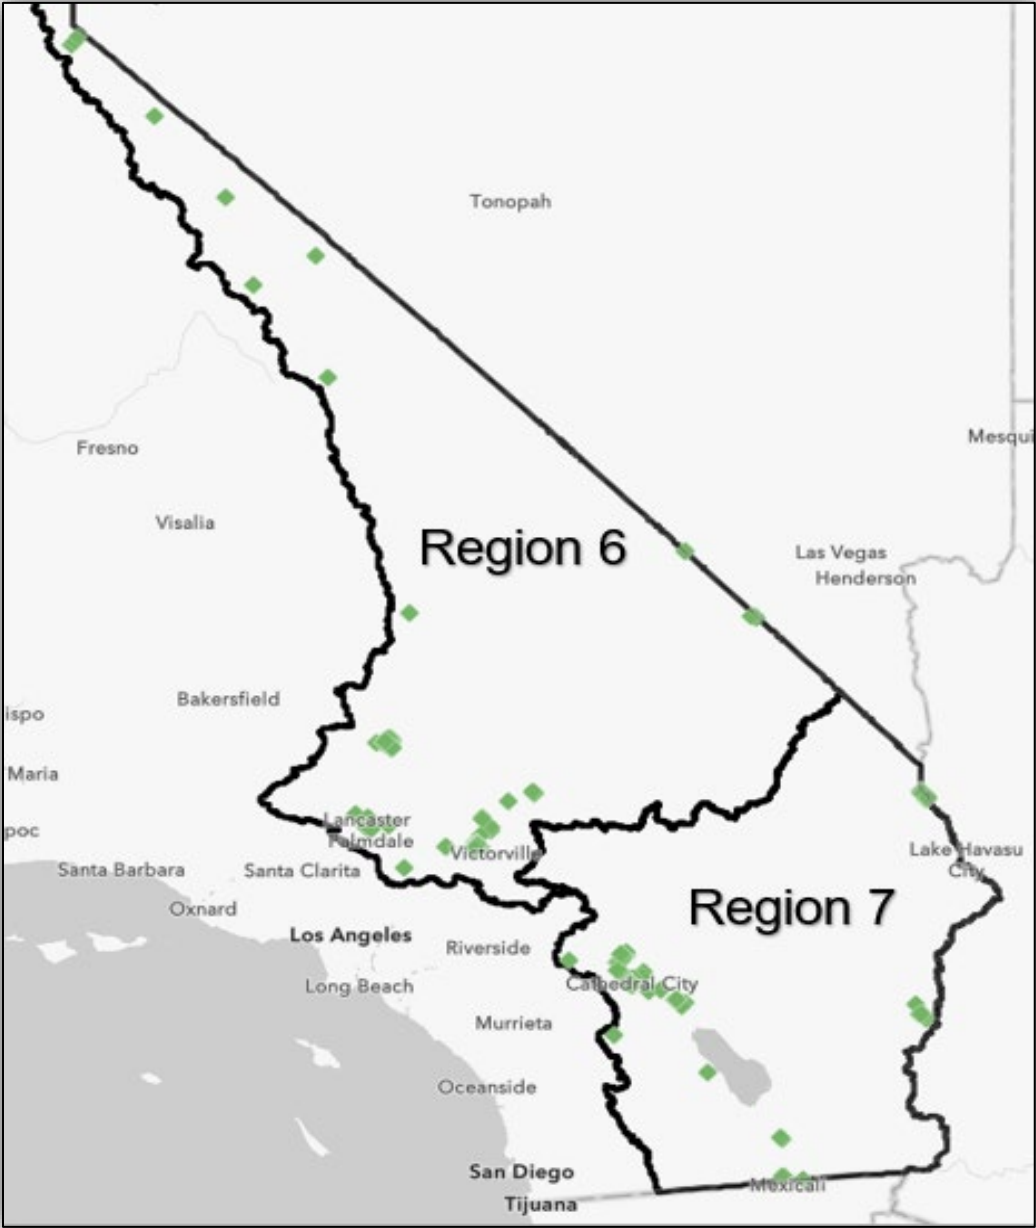 Tonopah
Fresno
Mesqui
Visalia
Region 6
Las Vegas
Henderson
Bakersfield
ispo
Maria
Lancaster
poc
Palmdale
Victorville
Lake Havasu
City
Santa Barbara
Santa Clarita
Oxnard
Region 7
Los Angeles
Riverside
Long Beach
Cathedral City
Murrieta
Oceanside
San Diego
Mexicali
Tijuana